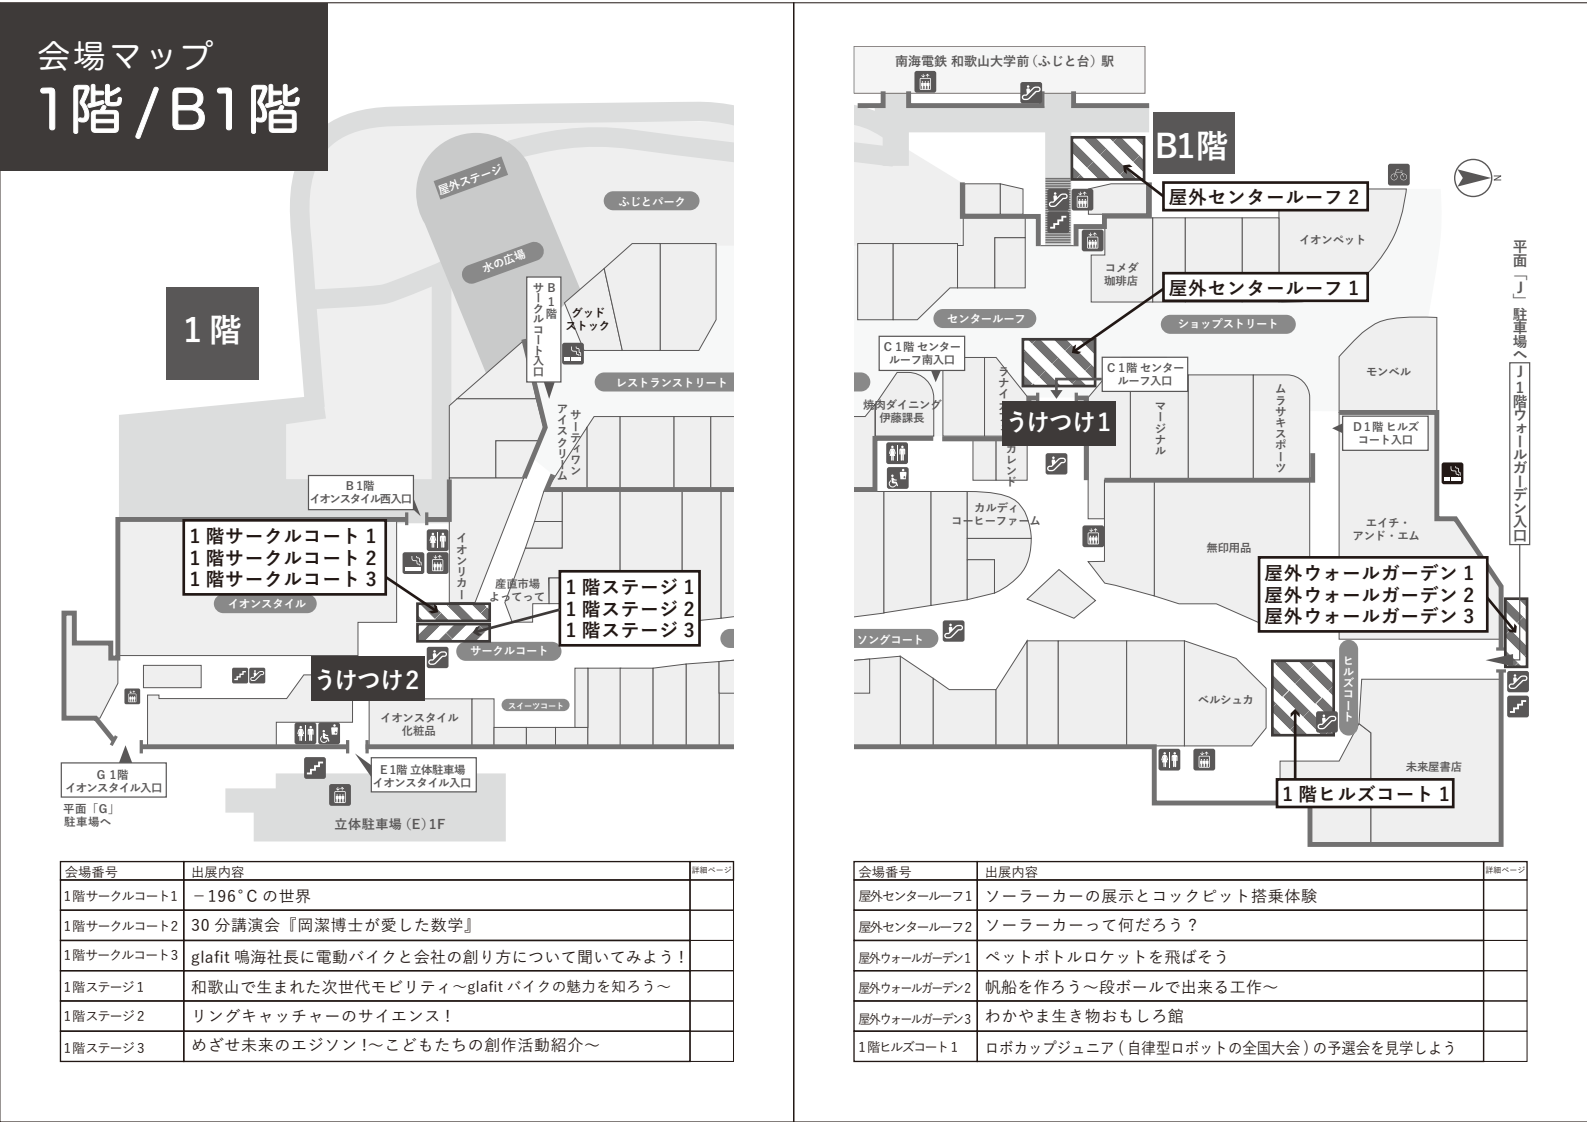 会場マップ
1階 / B1階
1 階
屋外ステージ
水の広場
ふじとパーク
B1階
サークルコート入口
グッド
ストック
レストランストリート
サーティワン
アイスクリーム
B 1階
イオンスタイル西入口
1 階サークルコート 1
1 階サークルコート 2
1 階サークルコート 3
イオンスタイル
イオンリカー
産直市場
よってって
1 階ステージ 1
1 階ステージ 2
1 階ステージ 3
サークルコート
うけつけ2
スイーツコート
イオンスタイル
化粧品
G 1階
イオンスタイル入口
平面「G」
駐車場へ
E1階 立体駐車場
イオンスタイル入口
立体駐車場(E)1F
会場番号 出展内容 詳細ページ
1階サークルコート1 −196°C の世界
1階サークルコート2 30 分講演会『岡潔博士が愛した数学』
1階サークルコート3 glafit 鳴海社長に電動バイクと会社の創り方について聞いてみよう！
1階ステージ1 和歌山で生まれた次世代モビリティ〜glafit バイクの魅力を知ろう〜
1階ステージ2 リングキャッチャーのサイエンス！
1階ステージ3 めざせ未来のエジソン！〜こどもたちの創作活動紹介〜
南海電鉄 和歌山大学前(ふじと台) 駅
B1階
屋外センタールーフ 2
N
イオンペット
コメダ
珈琲店
屋外センタールーフ 1
センタールーフ
ショップストリート
C 1階 センター
ルーフ南入口
C 1階 センター
ルーフ入口
焼肉ダイニング
伊藤課長
ラナイ
うけつけ1
カレンド
マージナル
ムラサキスポーツ
モンベル
D1階 ヒルズ
コート入口
平面「J」駐車場へ
J1階ウォールガーデン入口
カルディ
コーヒーファーム
無印用品
エイチ・
アンド・エム
屋外ウォールガーデン 1
屋外ウォールガーデン 2
屋外ウォールガーデン 3
ソングコート
ヒルズコート
ベルシュカ
未来屋書店
1 階ヒルズコート 1
会場番号 出展内容 詳細ページ
屋外センタールーフ1 ソーラーカーの展示とコックピット搭乗体験
屋外センタールーフ2 ソーラーカーって何だろう？
屋外ウォールガーデン1 ペットボトルロケットを飛ばそう
屋外ウォールガーデン2 帆船を作ろう〜段ボールで出来る工作〜
屋外ウォールガーデン3 わかやま生き物おもしろ館
1階ヒルズコート1 ロボカップジュニア ( 自律型ロボットの全国大会 ) の予選会を見学しよう